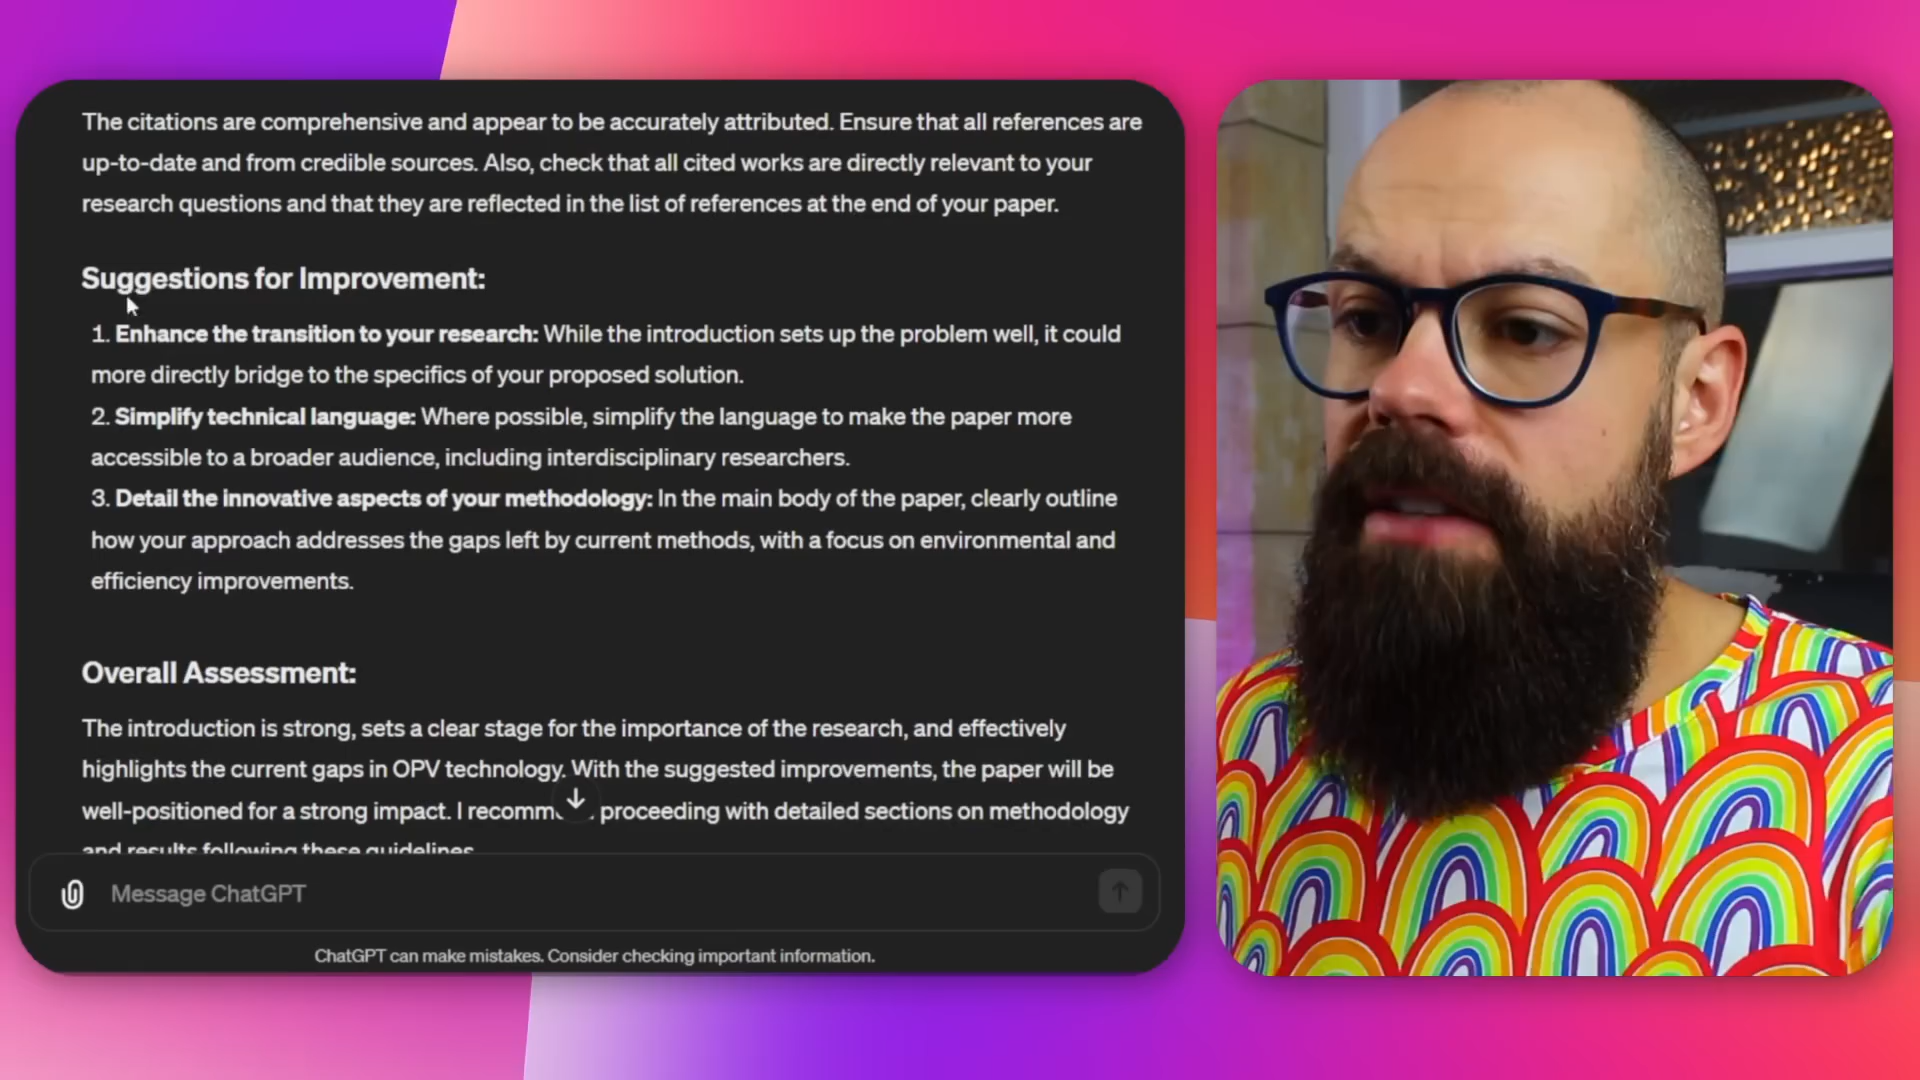 The citations are comprehensive and appear to be accurately attributed. Ensure that all references are
up-to-date and from credible sources. Also, check that all cited works are directly relevant to your
research questions and that they are reflected in the list of references at the end of your paper.
Suggestions for Improvement:
1. Enhance the transition to your research: While the introduction sets up the problem well, it could
more directly bridge to the specifics of your proposed solution.
2. Simplify technical language: Where possible, simplify the language to make the paper more
accessible to a broader audience, including interdisciplinary researchers.
3. Detail the innovative aspects of your methodology: In the main body of the paper, clearly outline
how your approach addresses the gaps left by current methods, with a focus on environmental and
efficiency improvements.
Overall Assessment:
The introduction is strong, sets a clear stage for the importance of the research, and effectively
highlights the current gaps in OPV technology. With the suggested improvements, the paper will be
well-positioned for a strong impact. I proceeding with detailed sections on methodology
and results following these guidelines.
Message ChatGPT
ChatGPT can make mistakes. Consider checking important information.